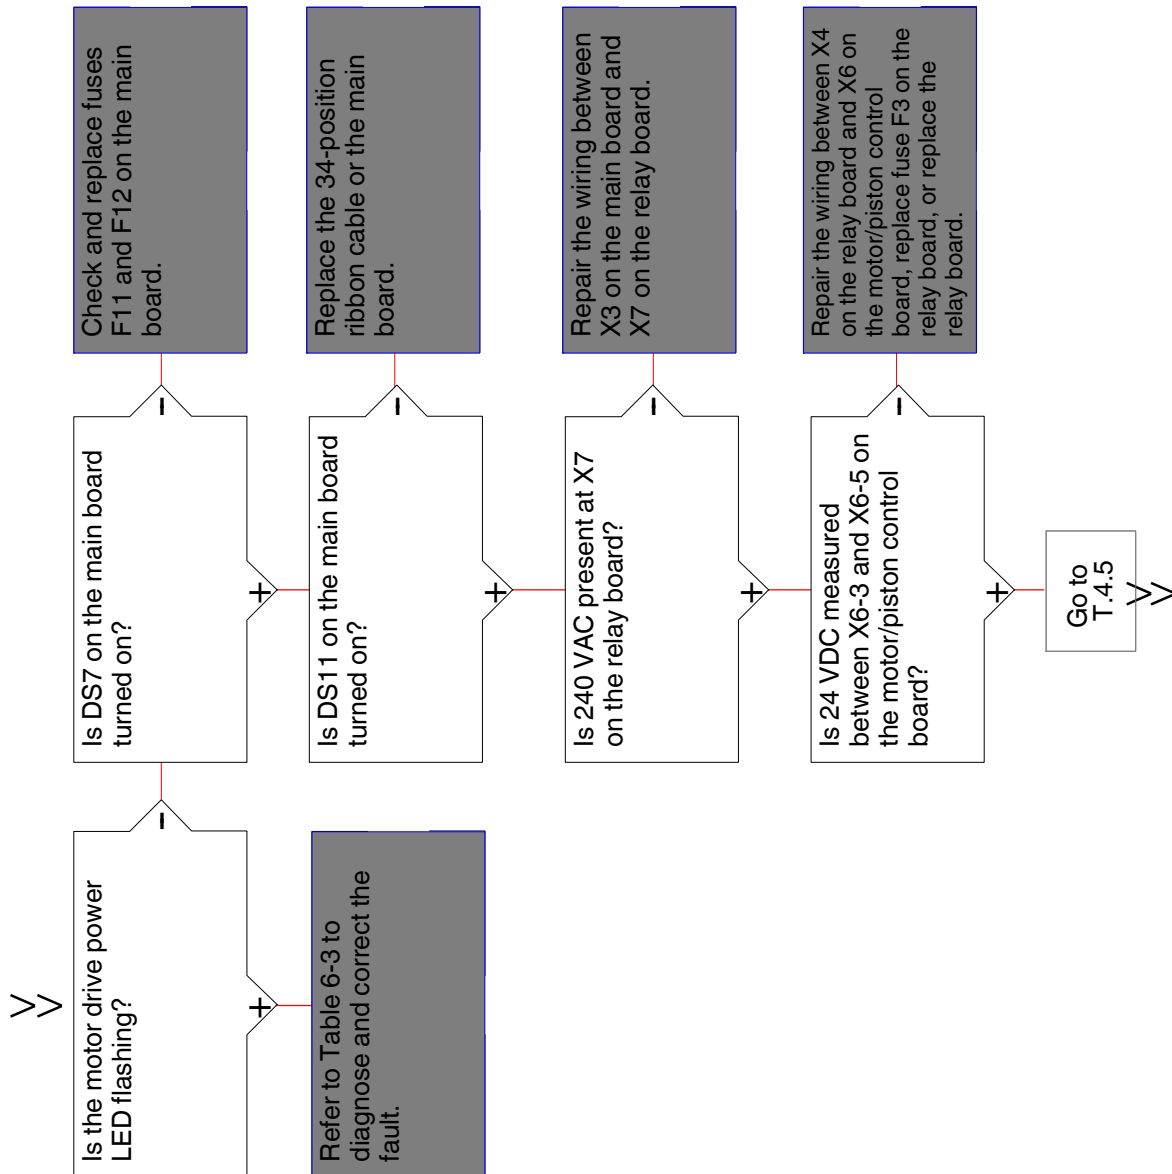 >>
Is the motor drive power
LED flashing?
-
+
Refer to Table 6-3 to
diagnose and correct the
fault.
Is DS7 on the main board
turned on?
-
+
Check and replace fuses
F11 and F12 on the main
board.
Is DS11 on the main board
turned on?
-
+
Replace the 34-position
ribbon cable or the main
board.
Is 240 VAC present at X7
on the relay board?
-
+
Repair the wiring between
X3 on the main board and
X7 on the relay board.
Is 24 VDC measured
between X6-3 and X6-5 on
the motor/piston control
board?
-
+
Repair the wiring between X4
on the relay board and X6 on
the motor/piston control
board, replace fuse F3 on the
relay board, or replace the
relay board.
Go to
T.4.5
>>